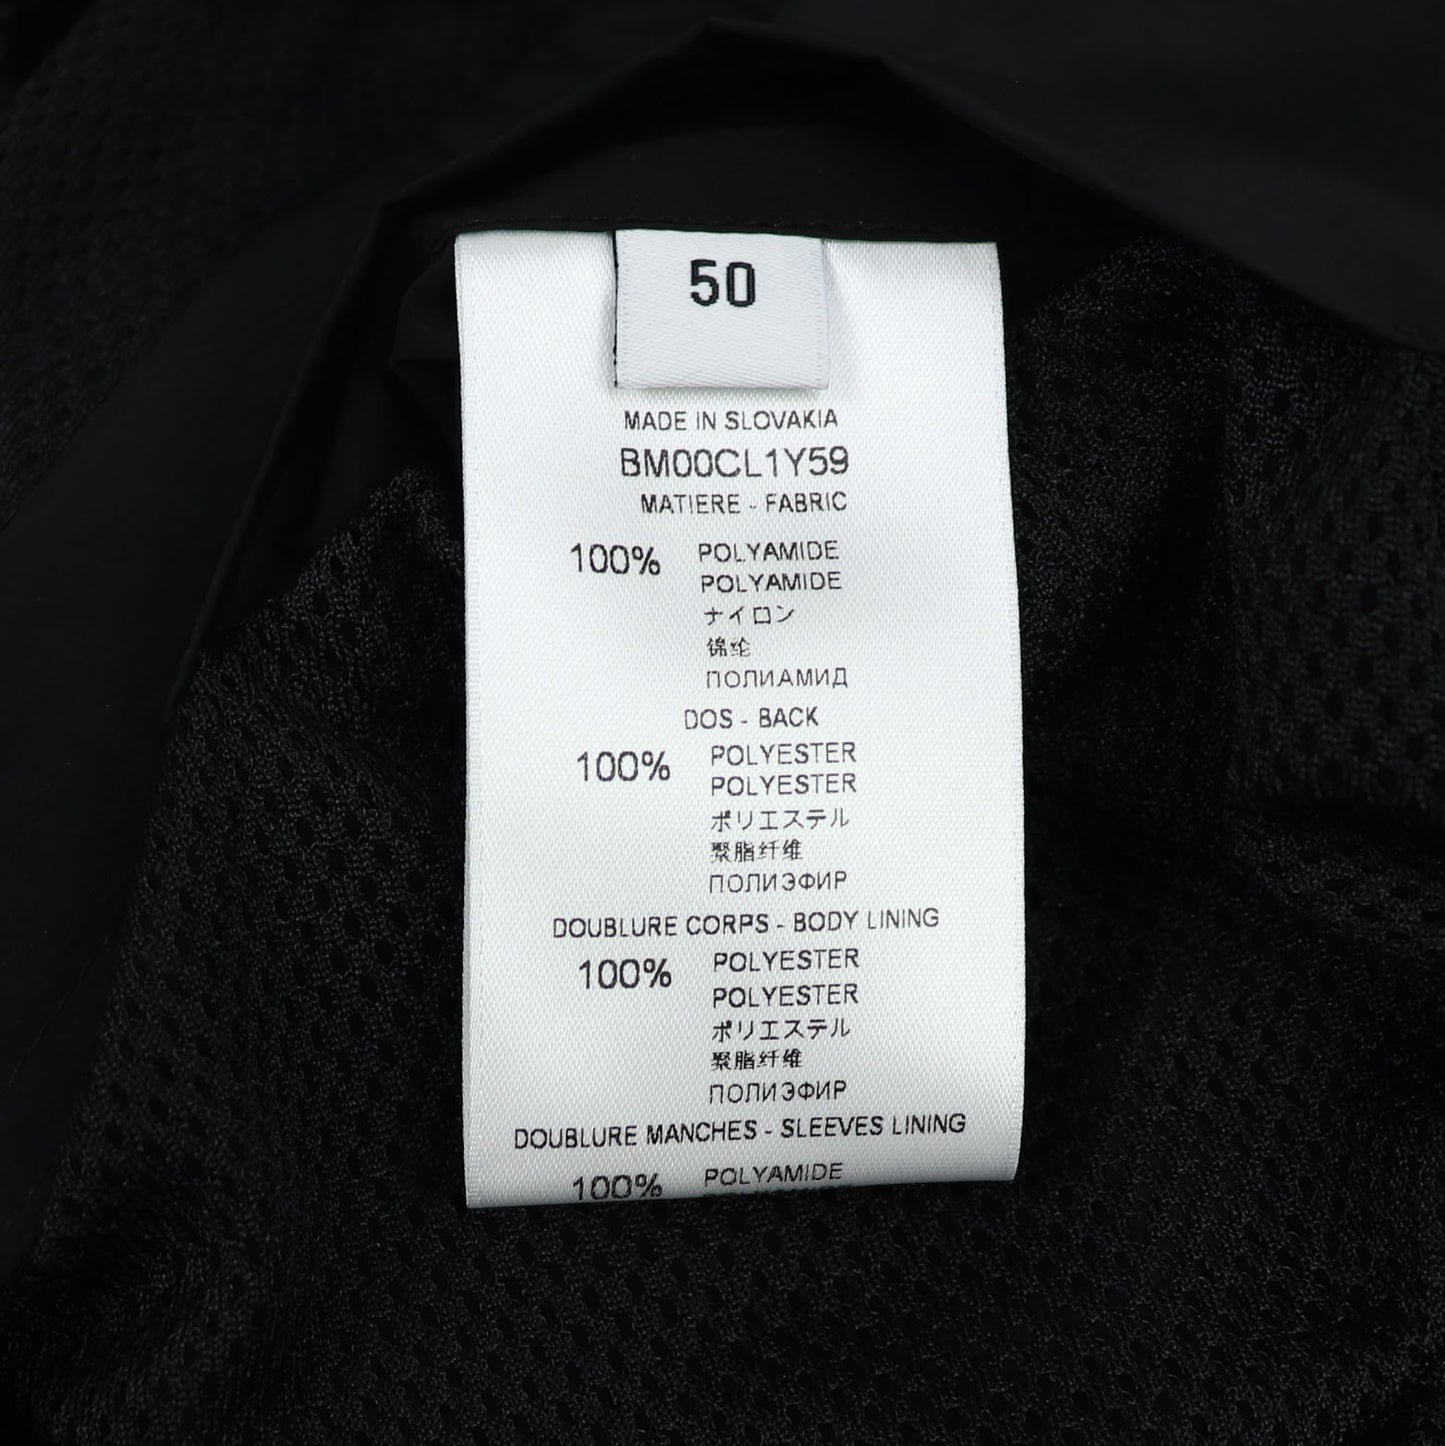 50
MADE IN SLOVAKIA
BM00CL1Y59
MATIERE - FABRIC
100% POLYAMIDE
POLYAMIDE
ナイロン
锦纶
ПОЛИАМИД
DOS - BACK
100% POLYESTER
POLYESTER
ポリエステル
聚脂纤维
ПОЛИЭФИР
DOUBLURE CORPS - BODY LINING
100% POLYESTER
POLYESTER
ポリエステル
聚脂纤维
ПОЛИЭФИР
DOUBLURE MANCHES - SLEEVES LINING
100% POLYAMIDE